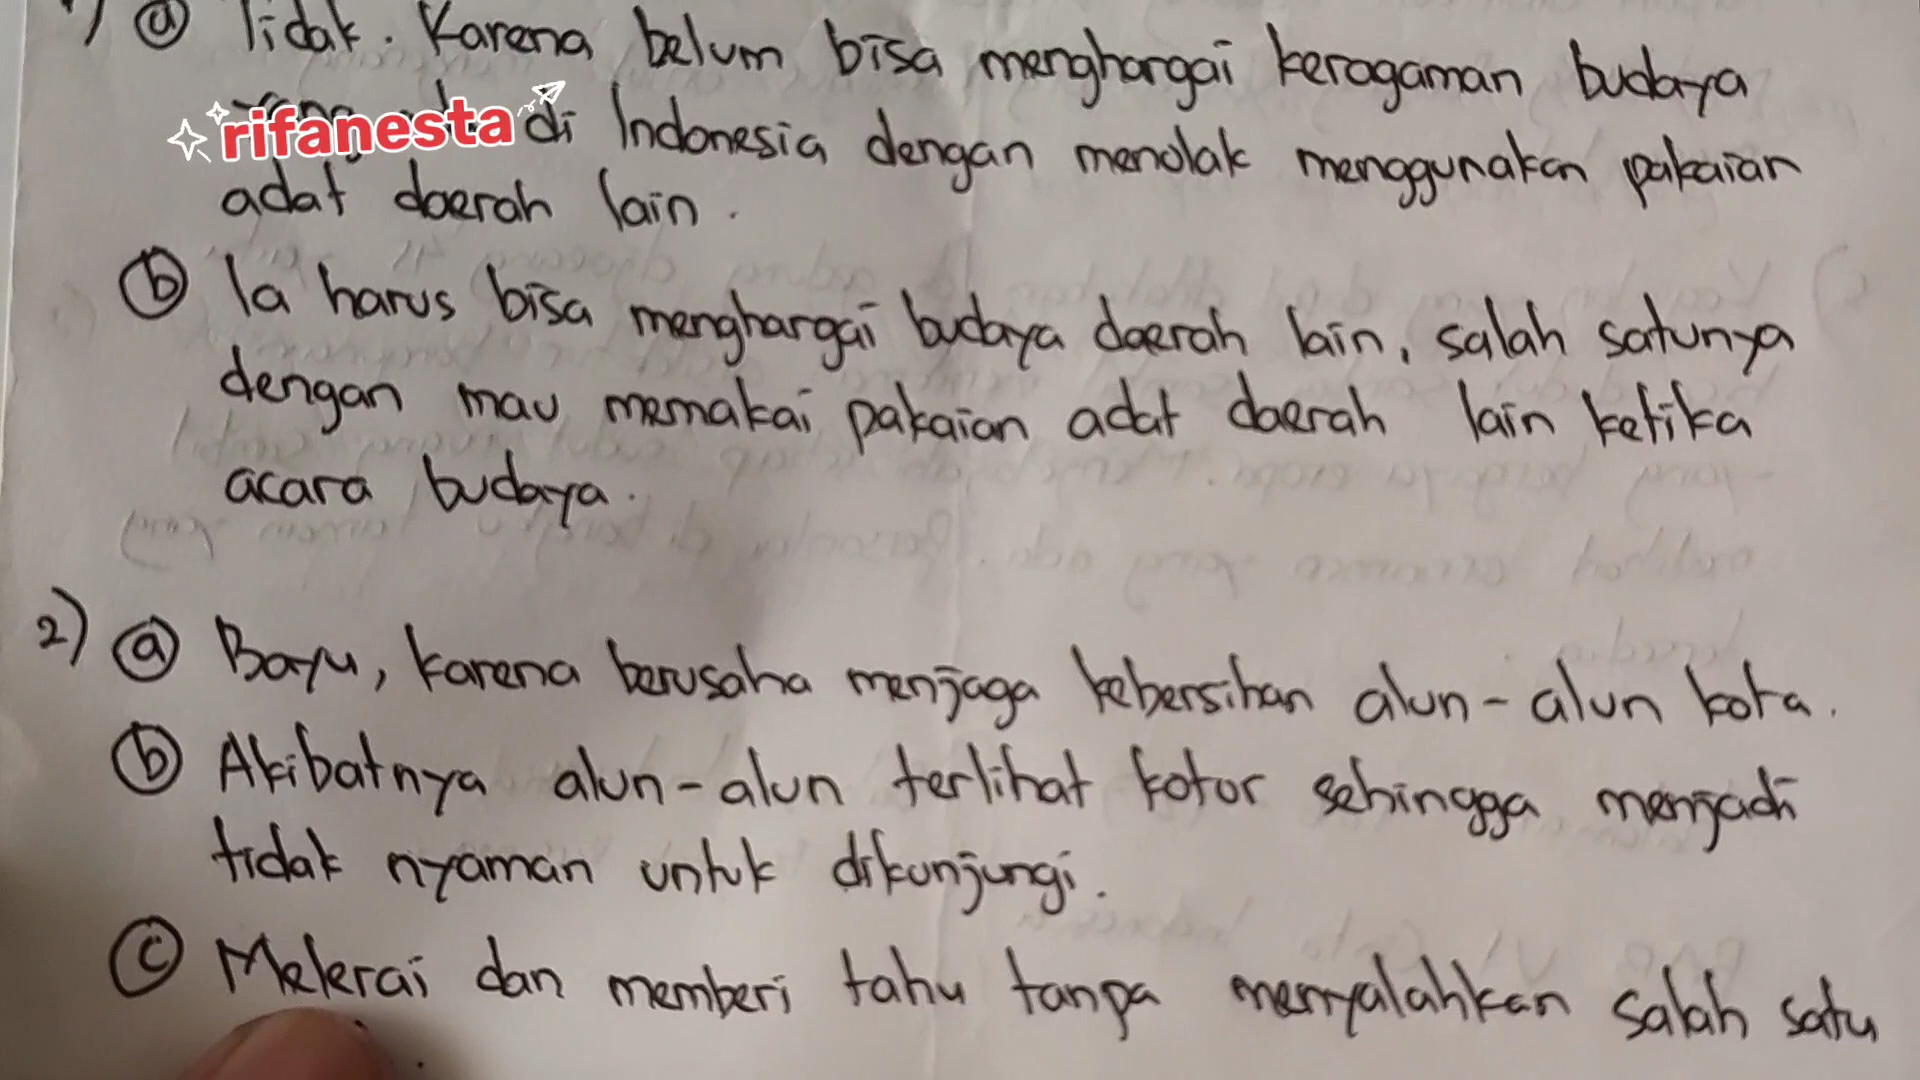 1) a Tidak. Karena belum bisa menghargai keragaman budaya
yang di Indonesia dengan menolak menggunakan pakaian
rifanesta
adat daerah lain.
b Ia harus bisa menghargai budaya daerah lain, salah satunya
dengan mau memakai pakaian adat daerah lain ketika
acara budaya.
2) a Bayu, karena berusaha menjaga kebersihan alun-alun kota.
b Akibatnya alun-alun terlihat kotor sehingga menjadi
tidak nyaman untuk dikunjungi.
c Melerai dan memberi tahu tanpa menyalahkan salah satu